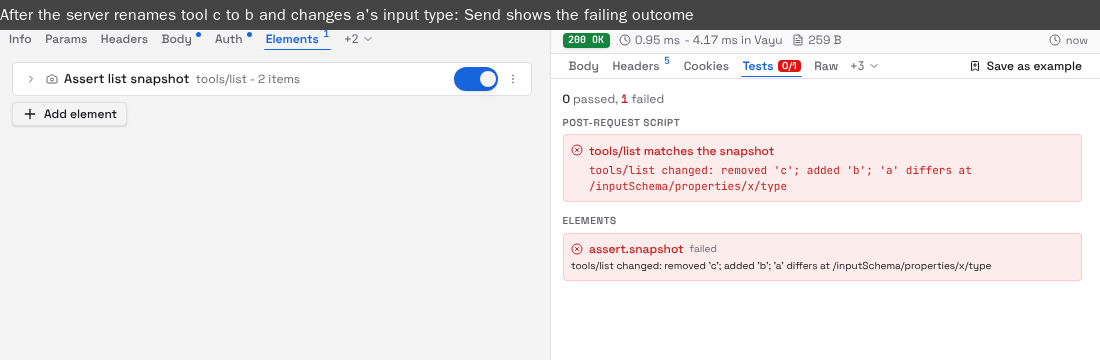 After the server renames tool c to b and changes a's input type: Send shows the failing outcome
Info Params Headers Body Auth Elements 1 +2
200 OK 0.95 ms - 4.17 ms in Vayu 259 B now
Assert list snapshot tools/list - 2 items
Add element
Body Headers 5 Cookies Tests 0/1 Raw +3 Save as example
0 passed, 1 failed
POST-REQUEST SCRIPT
tools/list matches the snapshot
tools/list changed: removed 'c'; added 'b'; 'a' differs at
/inputSchema/properties/x/type
ELEMENTS
assert.snapshot failed
tools/list changed: removed 'c'; added 'b'; 'a' differs at /inputSchema/properties/x/type